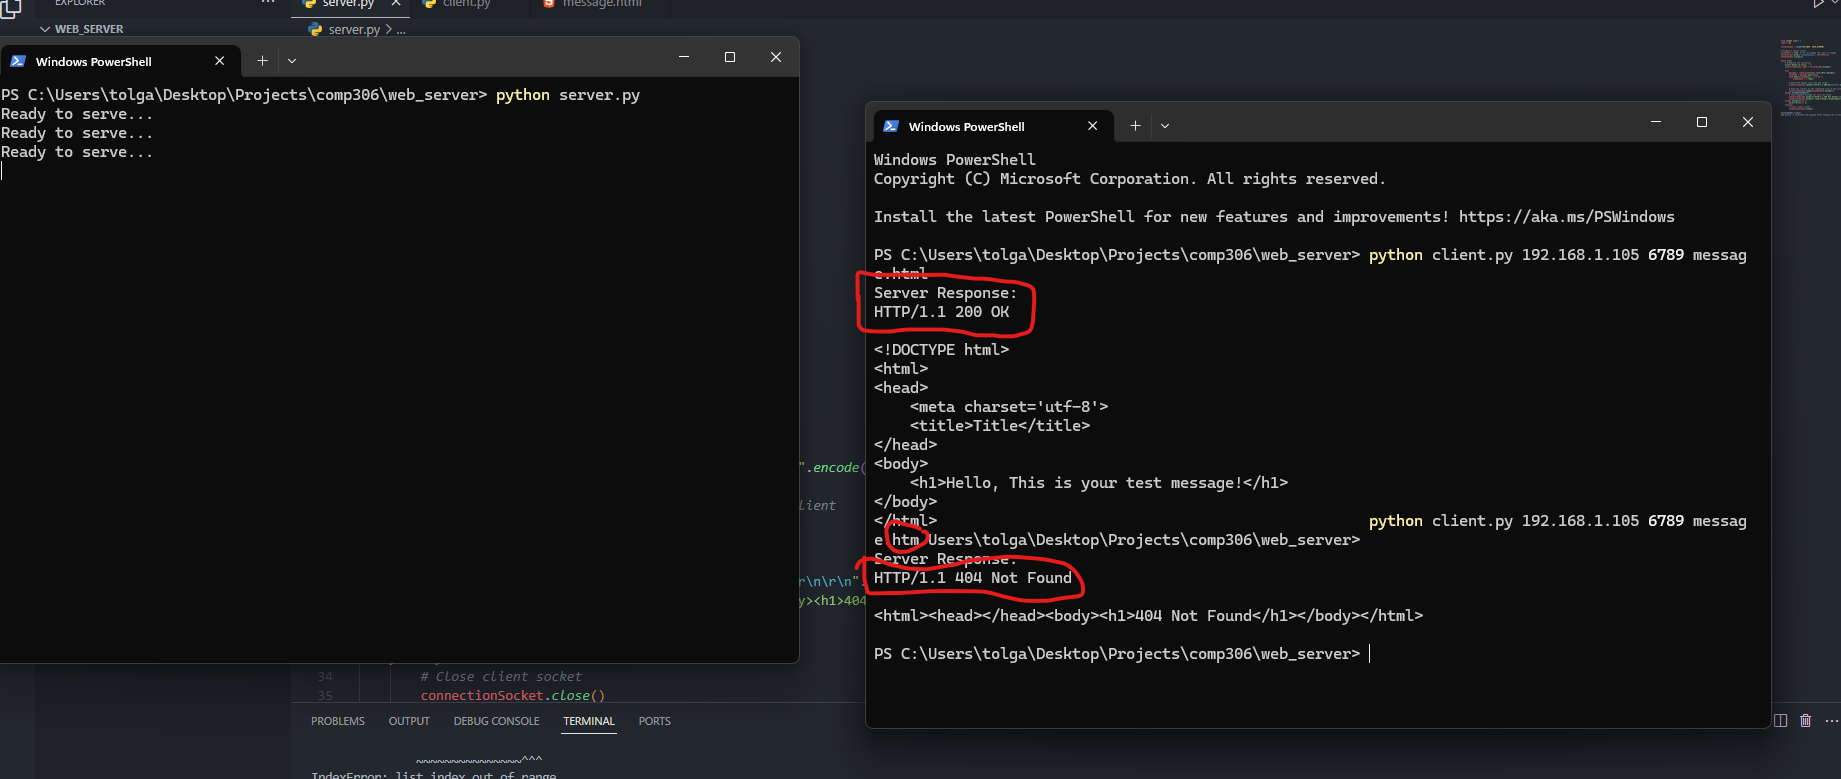 EXPLORER
server.py
client.py
message.html
WEB_SERVER
server.py > ...
Windows PowerShell
PS C:\Users\tolga\Desktop\Projects\comp306\web_server> python server.py
Ready to serve...
Ready to serve...
Ready to serve...
Windows PowerShell
Windows PowerShell
Copyright (C) Microsoft Corporation. All rights reserved.
Install the latest PowerShell for new features and improvements! https://aka.ms/PSWindows
PS C:\Users\tolga\Desktop\Projects\comp306\web_server> python client.py 192.168.1.105 6789 messag
e.html
Server Response:
HTTP/1.1 200 OK
<!DOCTYPE html>
<html>
<head>
<meta charset='utf-8'>
<title>Title</title>
</head>
<body>
<h1>Hello, This is your test message!</h1>
</body>
</html> python client.py 192.168.1.105 6789 messag
e.htm Users\tolga\Desktop\Projects\comp306\web_server>
Server Response:
HTTP/1.1 404 Not Found
<html><head></head><body><h1>404 Not Found</h1></body></html>
PS C:\Users\tolga\Desktop\Projects\comp306\web_server>
".encode(
lient
r\n\r\n".
y><h1>404
34 # Close client socket
35 connectionSocket.close()
PROBLEMS OUTPUT DEBUG CONSOLE TERMINAL PORTS
~~~~~~~~~~~~~~^^^
IndexError: list index out of range